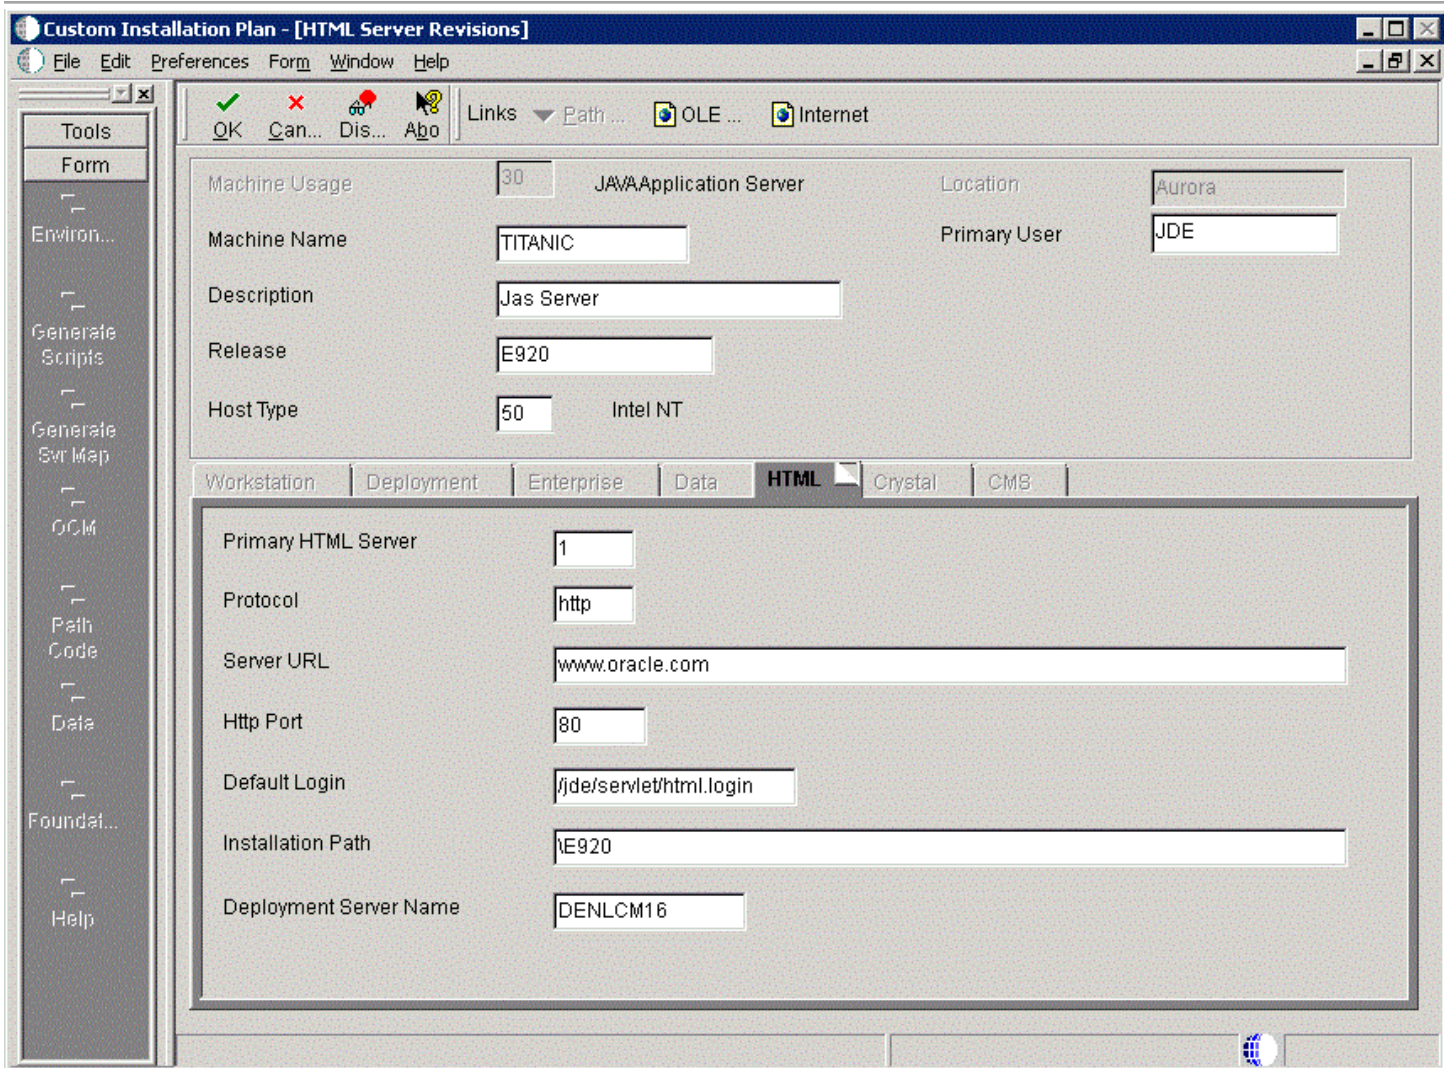 Custom Installation Plan - [HTML Server Revisions]
File Edit Preferences Form Window Help
Tools
Form
Environ...
Generate
Scripts
Generate
Svr Map
OCM
Path
Code
Data
Foundat...
Help
OK Can... Dis... Abo Links Path ... OLE ... Internet
Machine Usage 30 JAVA Application Server Location Aurora
Machine Name TITANIC Primary User JDE
Description Jas Server
Release E920
Host Type 50 Intel NT
Workstation Deployment Enterprise Data HTML Crystal CMS
Primary HTML Server 1
Protocol http
Server URL www.oracle.com
Http Port 80
Default Login /jde/servlet/html.login
Installation Path \E920
Deployment Server Name DENLCM16